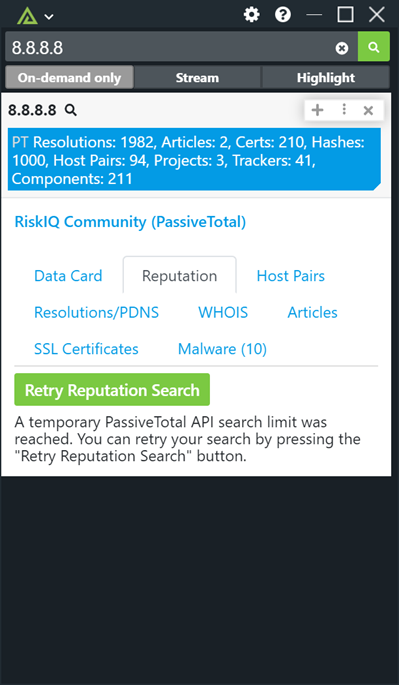 8.8.8.8
On-demand only Stream Highlight
8.8.8.8
PT Resolutions: 1982, Articles: 2, Certs: 210, Hashes:
1000, Host Pairs: 94, Projects: 3, Trackers: 41,
Components: 211
RiskIQ Community (PassiveTotal)
Data Card Reputation Host Pairs
Resolutions/PDNS WHOIS Articles
SSL Certificates Malware (10)
Retry Reputation Search
A temporary PassiveTotal API search limit was
reached. You can retry your search by pressing the
"Retry Reputation Search" button.